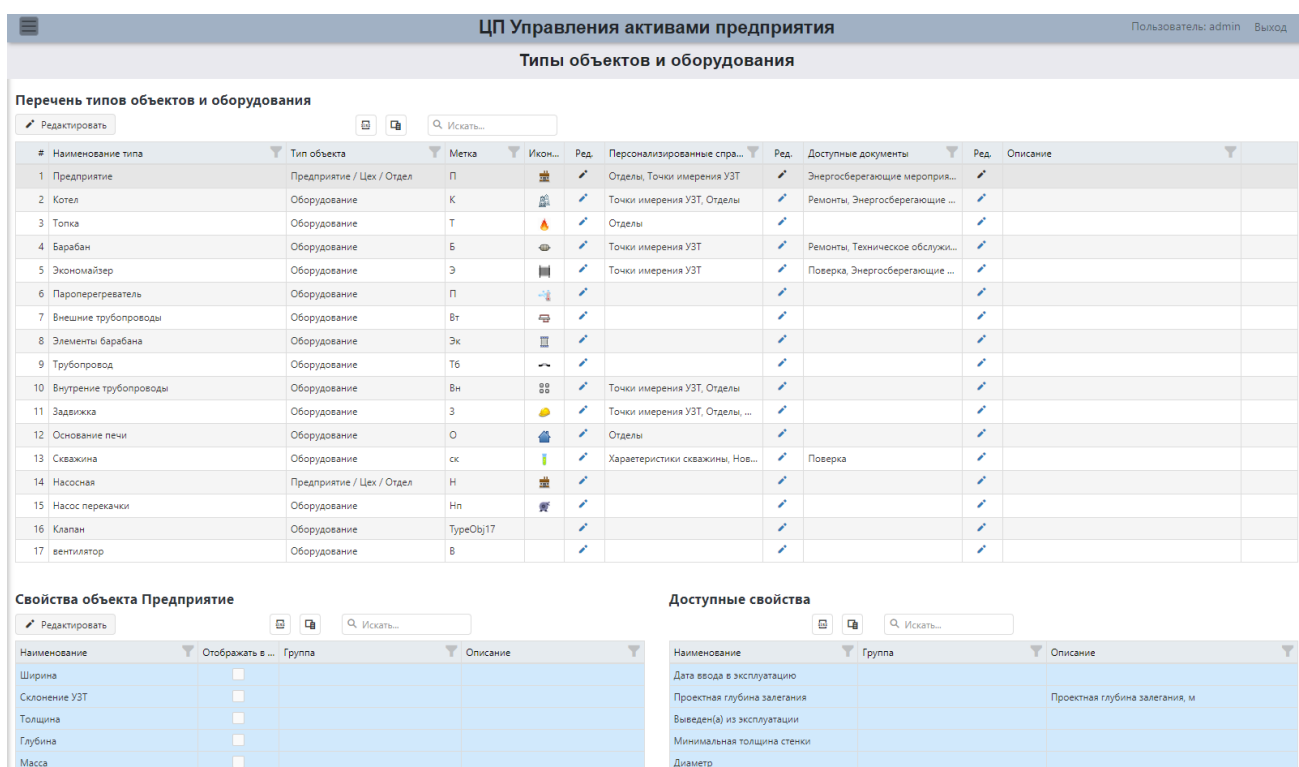 ЦП Управления активами предприятия Пользователь: admin Выход
Типы объектов и оборудования
Перечень типов объектов и оборудования
Редактировать Искать...
# Наименование типа Тип объекта Метка Икон... Ред. Персонализированные спра... Ред. Доступные документы Ред. Описание
1 Предприятие Предприятие / Цех / Отдел П Отделы, Точки имерения УЗТ Энергосберегающие мероприя...
2 Котел Оборудование К Точки имерения УЗТ, Отделы Ремонты, Энергосберегающие ...
3 Топка Оборудование Т Отделы
4 Барабан Оборудование Б Точки имерения УЗТ Ремонты, Техническое обслужи...
5 Экономайзер Оборудование Э Точки имерения УЗТ Поверка, Энергосберегающие ...
6 Пароперегреватель Оборудование П
7 Внешние трубопроводы Оборудование Вт
8 Элементы барабана Оборудование Эк
9 Трубопровод Оборудование Тб
10 Внутрение трубопроводы Оборудование Вн Точки имерения УЗТ, Отделы
11 Задвижка Оборудование З Точки имерения УЗТ, Отделы, ...
12 Основание печи Оборудование О Отделы
13 Скважина Оборудование ск Хараетеристики скважины, Нов... Поверка
14 Насосная Предприятие / Цех / Отдел Н
15 Насос перекачки Оборудование Нп
16 Клапан Оборудование TypeObj17
17 вентилятор Оборудование В
Свойства объекта Предприятие Доступные свойства
Редактировать Искать... Искать...
Наименование Отображать в ... Группа Описание Наименование Группа Описание
Ширина Дата ввода в эксплуатацию
Склонение УЗТ Проектная глубина залегания Проектная глубина залегания, м
Толщина Выведен(а) из эксплуатации
Глубина Минимальная толщина стенки
Масса Диаметр